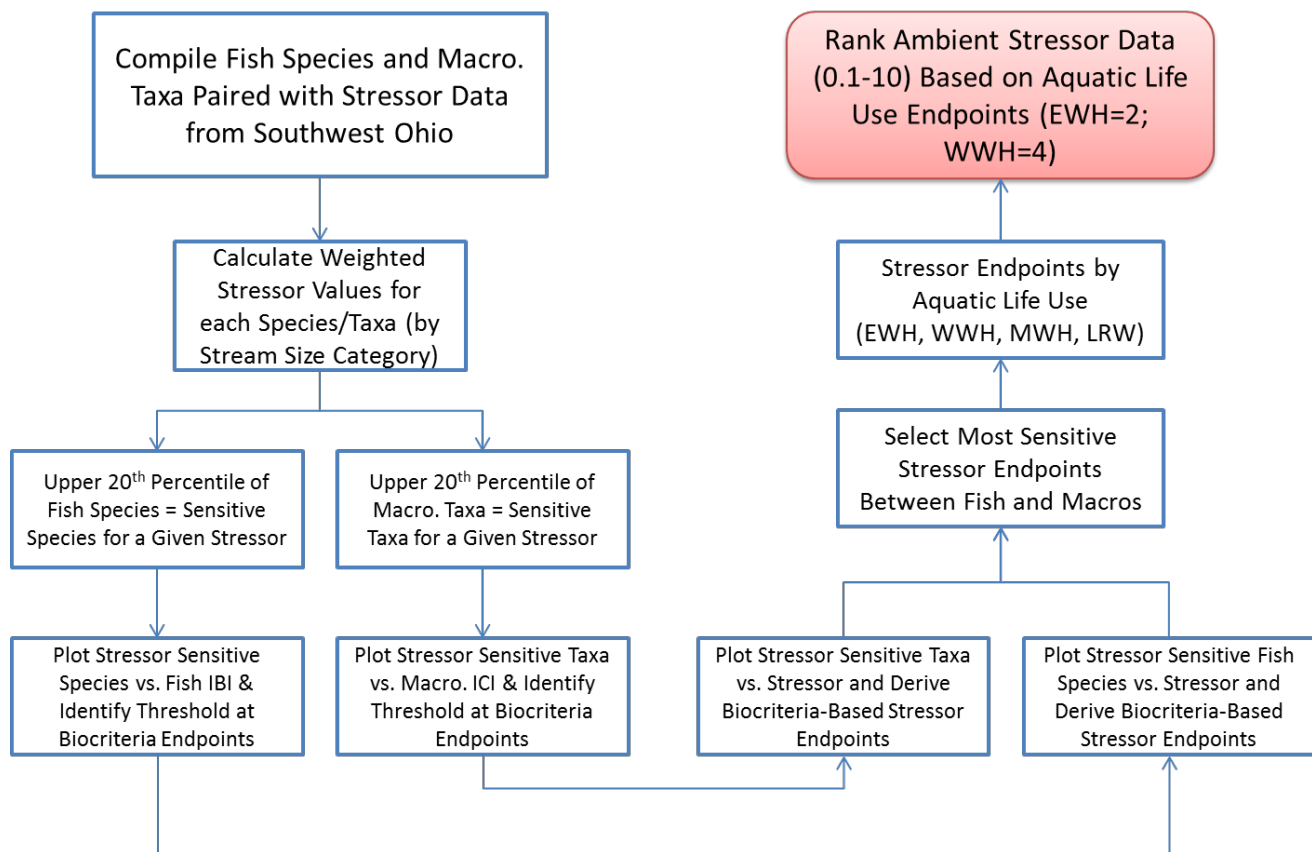 Compile Fish Species and Macro.
Taxa Paired with Stressor Data
from Southwest Ohio
Calculate Weighted
Stressor Values for
each Species/Taxa (by
Stream Size Category)
Upper 20th Percentile of
Fish Species = Sensitive
Species for a Given Stressor
Upper 20th Percentile of
Macro. Taxa = Sensitive
Taxa for a Given Stressor
Plot Stressor Sensitive
Species vs. Fish IBI &
Identify Threshold at
Biocriteria Endpoints
Plot Stressor Sensitive Taxa
vs. Macro. ICI & Identify
Threshold at Biocriteria
Endpoints
Plot Stressor Sensitive Taxa
vs. Stressor and Derive
Biocriteria-Based Stressor
Endpoints
Plot Stressor Sensitive Fish
Species vs. Stressor and
Derive Biocriteria-Based
Stressor Endpoints
Select Most Sensitive
Stressor Endpoints
Between Fish and Macros
Stressor Endpoints by
Aquatic Life Use
(EWH, WWH, MWH, LRW)
Rank Ambient Stressor Data
(0.1-10) Based on Aquatic Life
Use Endpoints (EWH=2;
WWH=4)